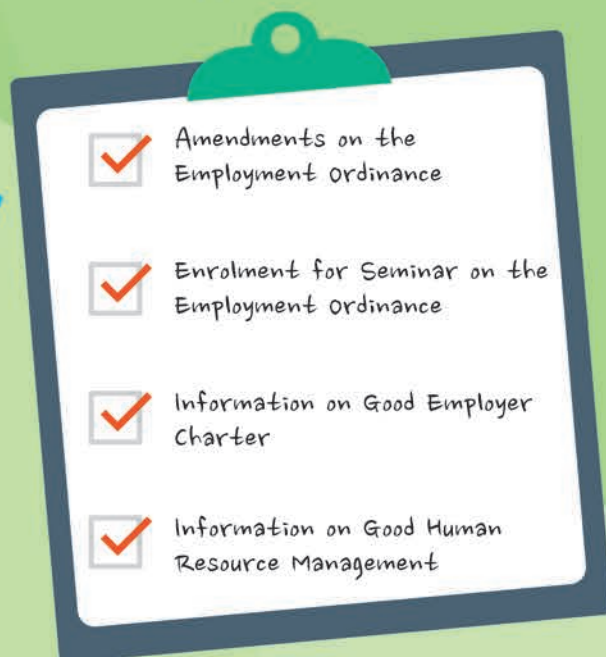 Amendments on the
Employment Ordinance
Enrolment for Seminar on the
Employment Ordinance
Information on Good Employer
Charter
Information on Good Human
Resource Management